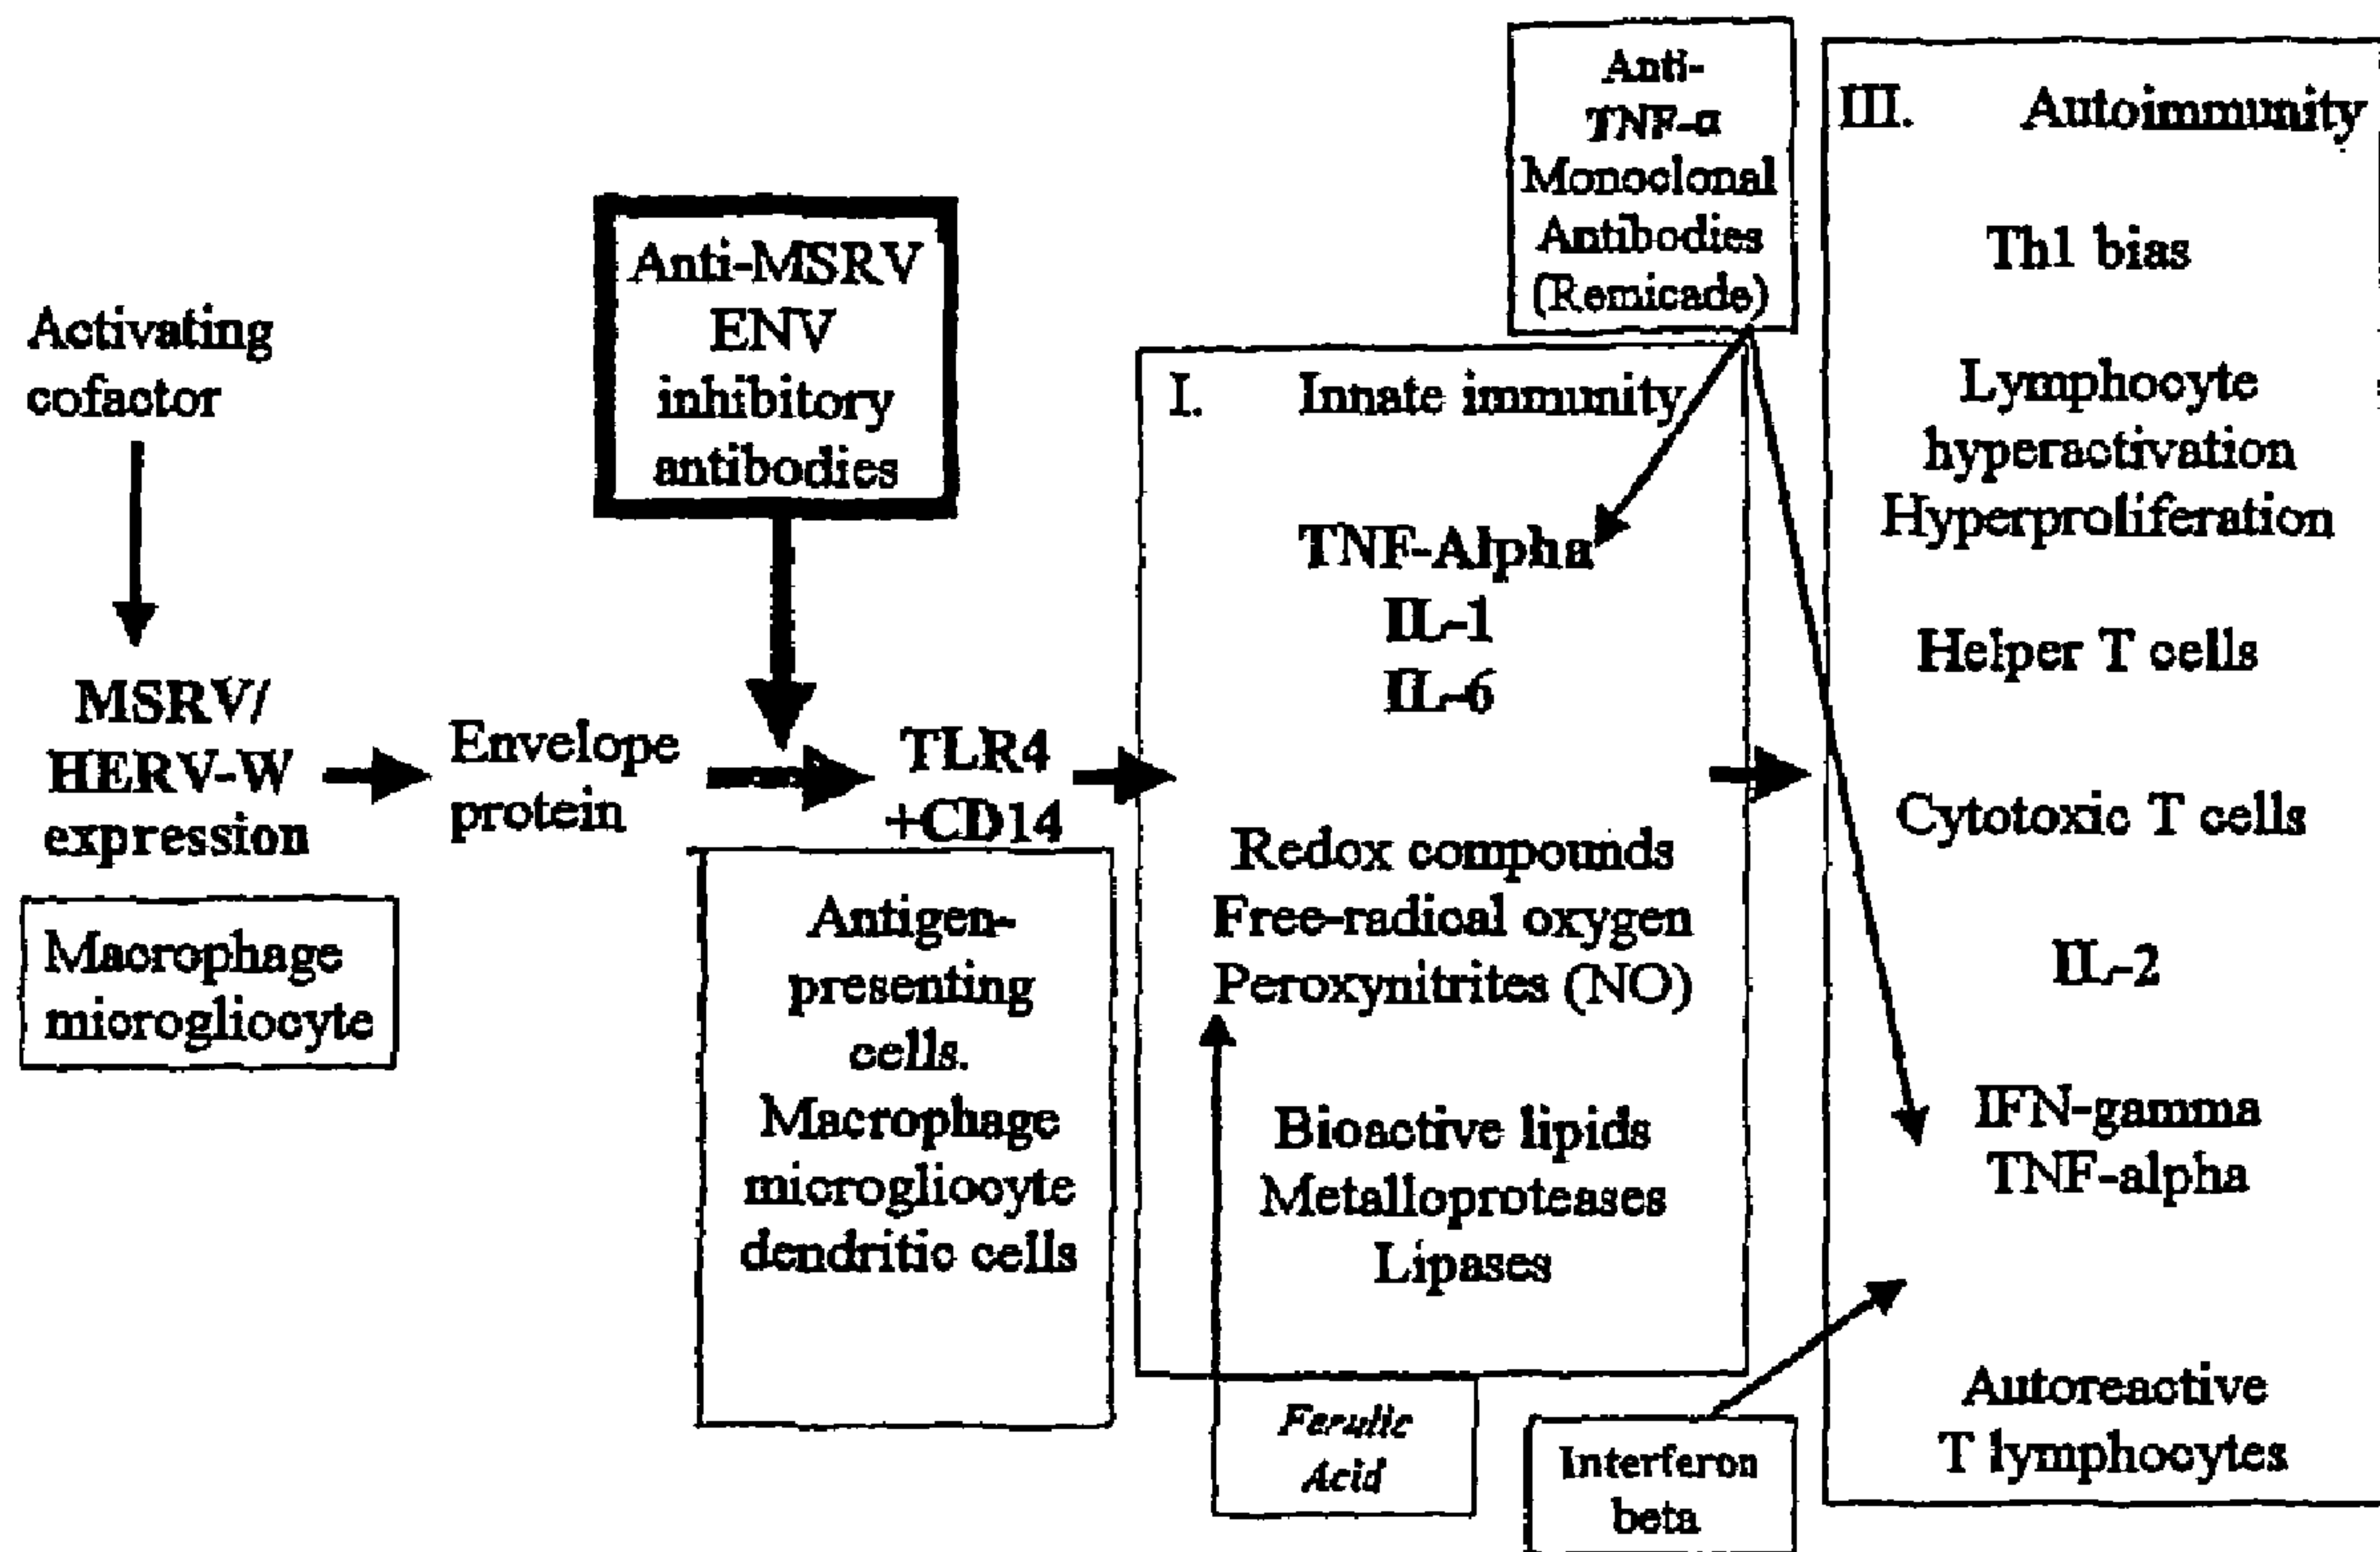 Activating
cofactor
MSRV/
HERV-W
expression
Macrophage
microgliocyte
Envelope
protein
Anti-MSRV
ENV
inhibitory
antibodies
TLR4
+CD14
Antigen-
presenting
cells.
Macrophage
microgliocyte
dendritic cells
Anti-
TNF-α
Monoclonal
Antibodies
(Remicade)
I. Innate immunity
TNF-Alpha
IL-1
IL-6
Redox compounds
Free-radical oxygen
Peroxynitrites (NO)
Bioactive lipids
Metalloproteases
Lipases
Ferulic
Acid
Interferon
beta
III. Autoimmunity
Th1 bias
Lymphocyte
hyperactivation
Hyperproliferation
Helper T cells
Cytotoxic T cells
IL-2
IFN-gamma
TNF-alpha
Autoreactive
T lymphocytes